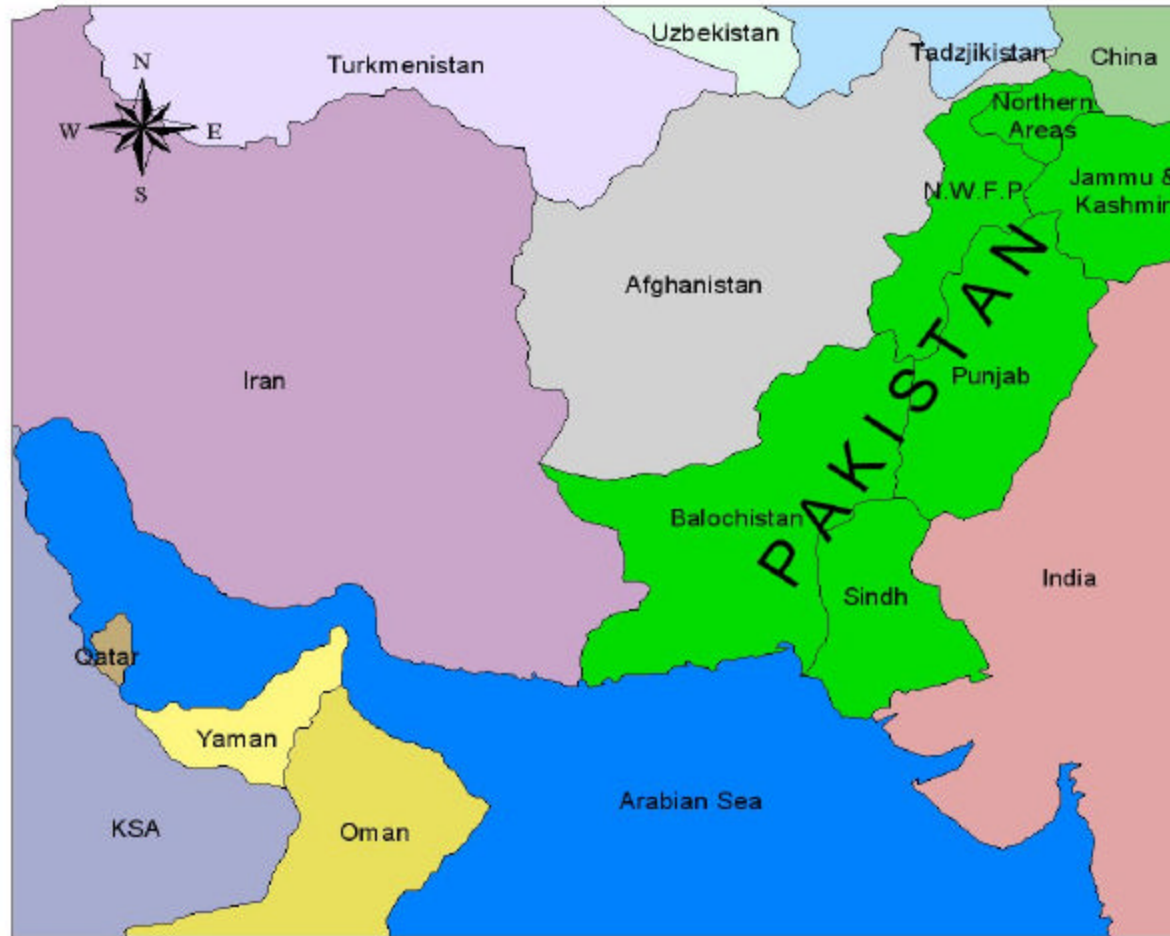 Uzbekistan
Tadzjikistan
China
Turkmenistan
N
W
E
S
Northern
Areas
N.W.F.P.
Jammu &
Kashmir
Afghanistan
Iran
PAKISTAN
Punjab
Balochistan
Sindh
India
Qatar
Yaman
Arabian Sea
KSA
Oman